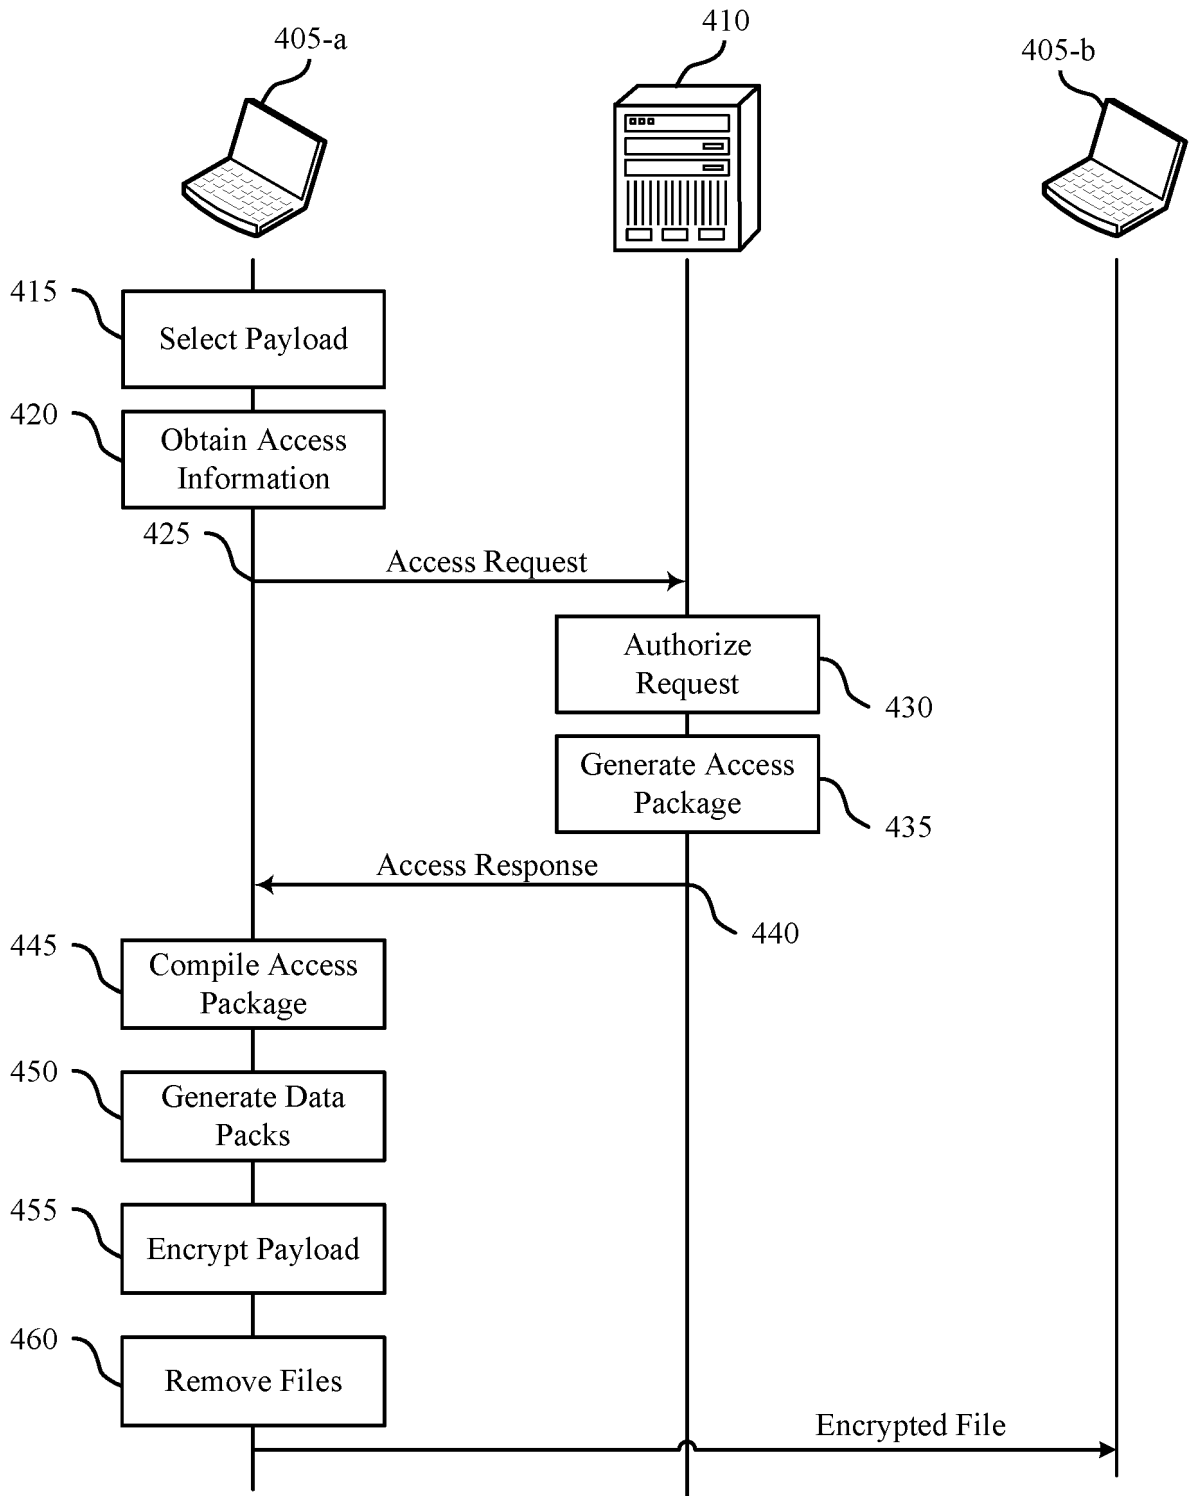 405-a
410
405-b
415
Select Payload
420
Obtain Access
Information
425
Access Request
Authorize
Request
430
Generate Access
Package
435
Access Response
440
445
Compile Access
Package
450
Generate Data
Packs
455
Encrypt Payload
460
Remove Files
Encrypted File